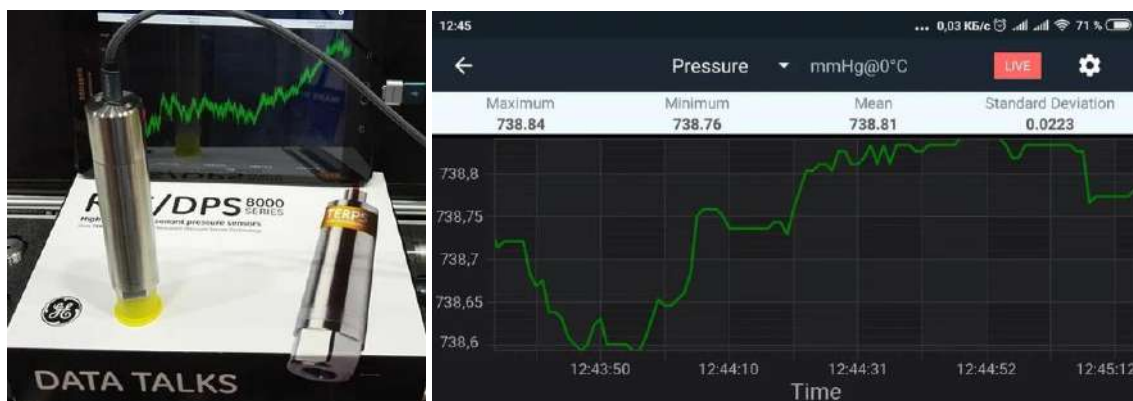 R
/DPS 8000
SERIES
TERPS
GE
DATA TALKS
12:45
... 0,03 КБ/с 71 %
Pressure mmHg@0°C LIVE
Maximum Minimum Mean Standard Deviation
738.84 738.76 738.81 0.0223
738,8
738,75
738,7
738,65
738,6
12:43:50 12:44:10 12:44:31 12:44:52 12:45:12
Time